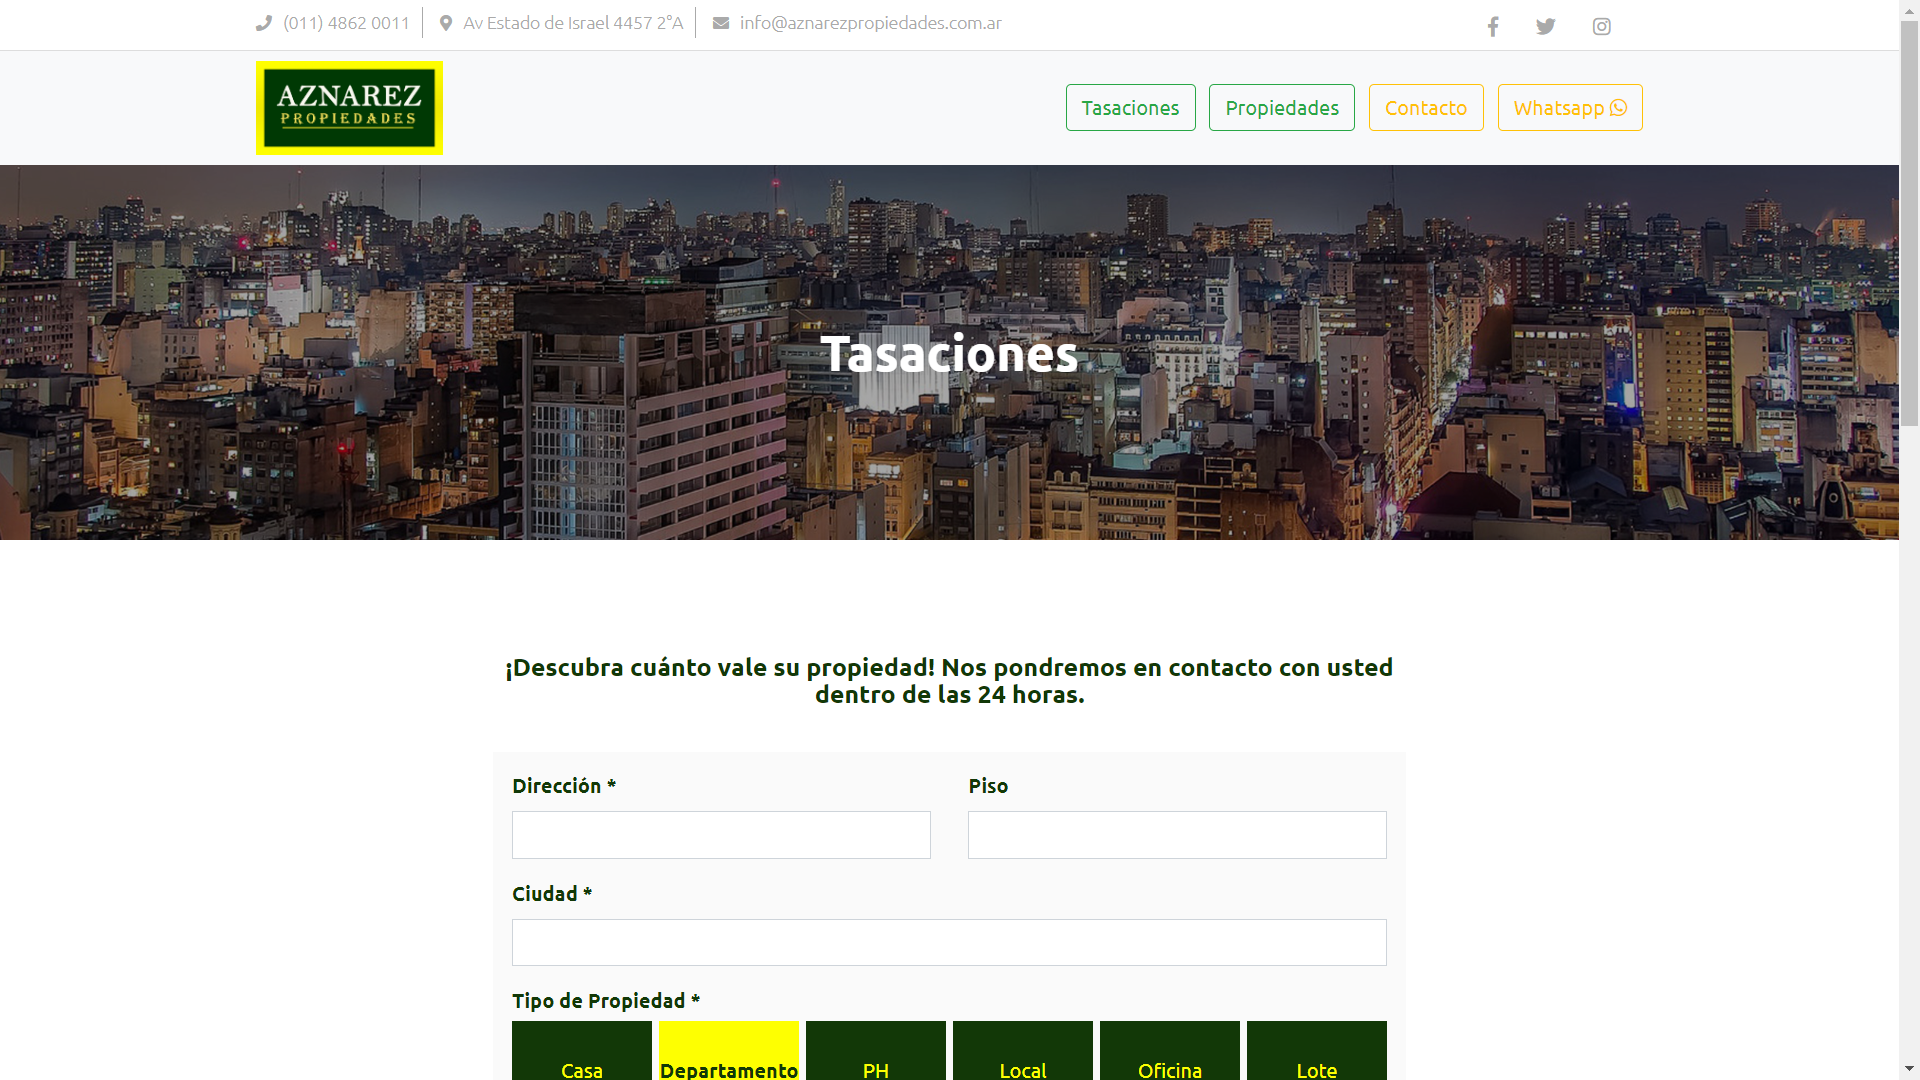 (011) 4862 0011
Av Estado de Israel 4457 2°A
info@aznarezpropiedades.com.ar
AZNAREZ
PROPIEDADES
Tasaciones
Propiedades
Contacto
Whatsapp
Tasaciones
¡Descubra cuánto vale su propiedad! Nos pondremos en contacto con usted
dentro de las 24 horas.
Dirección *
Piso
Ciudad *
Tipo de Propiedad *
Casa
Departamento
PH
Local
Oficina
Lote